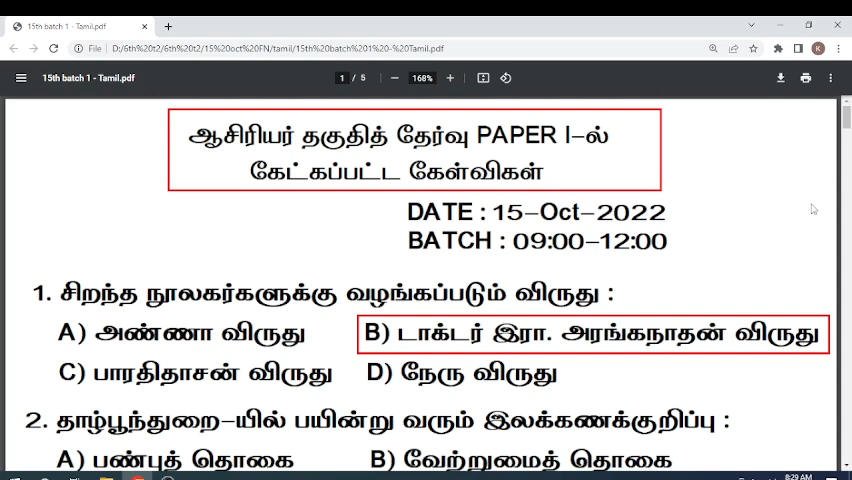 15th batch 1 - Tamil.pdf
File D:/6th%20t2/6th%20t2/15%20oct%20FN/tamil/15th%20batch%201%20-%20Tamil.pdf
K
15th batch 1 - Tamil.pdf 1 / 5 168%
ஆசிரியர் தகுதித் தேர்வு PAPER I-ல்
கேட்கப்பட்ட கேள்விகள்
DATE : 15-Oct-2022
BATCH : 09:00-12:00
1. சிறந்த நூலகர்களுக்கு வழங்கப்படும் விருது :
A) அண்ணா விருது B) டாக்டர் இரா. அரங்கநாதன் விருது
C) பாரதிதாசன் விருது D) நேரு விருது
2. தாழ்பூந்துறை-யில் பயின்று வரும் இலக்கணக்குறிப்பு :
A) பண்புத் தொகை B) வேற்றுமைத் தொகை
8:29 AM